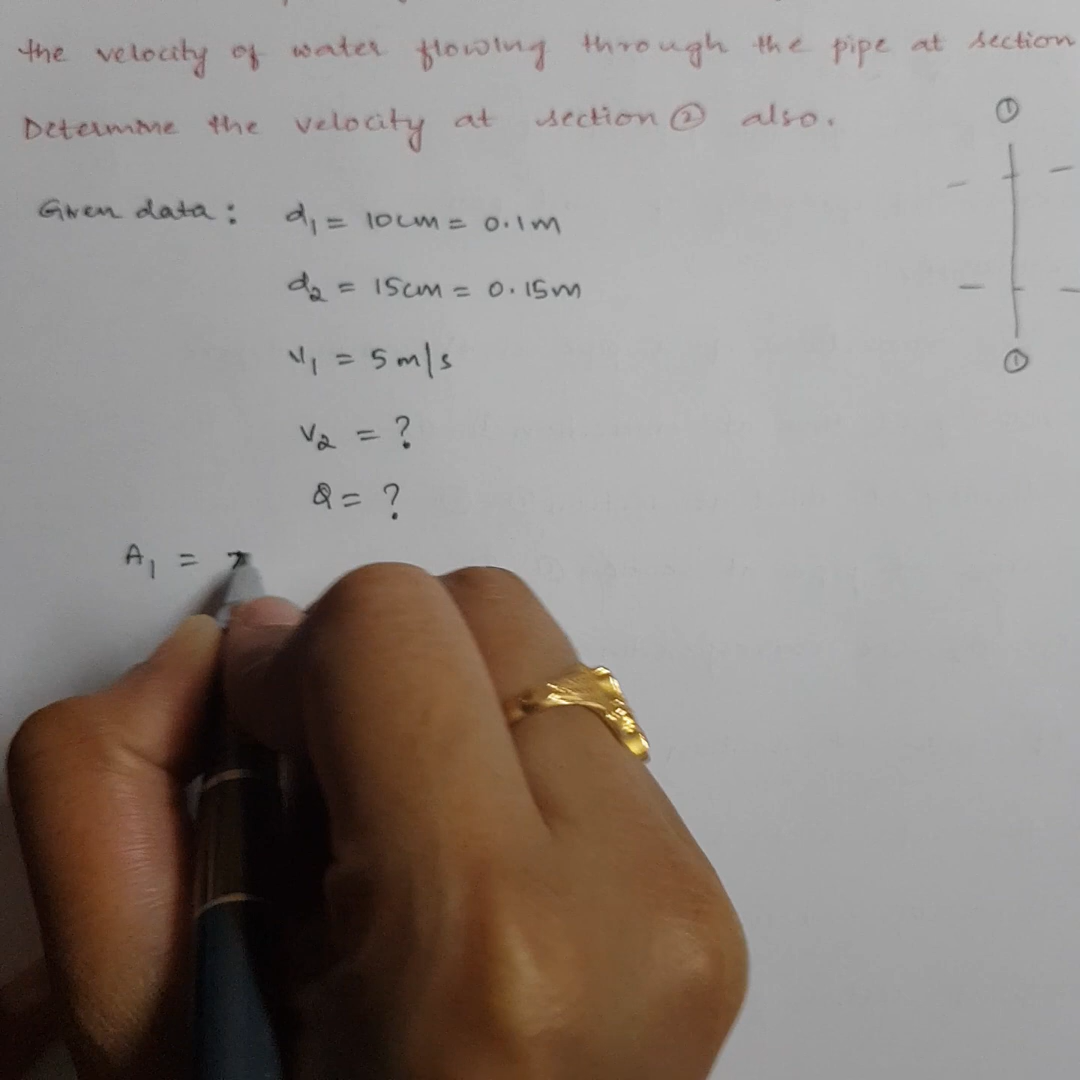 the velocity of water flowing through the pipe at section
Determine the velocity at section ② also.
①
Given data: d₁ = 10cm = 0.1m
d₂ = 15cm = 0.15m
V₁ = 5m/s
①
V₂ = ?
Q = ?
A₁ =